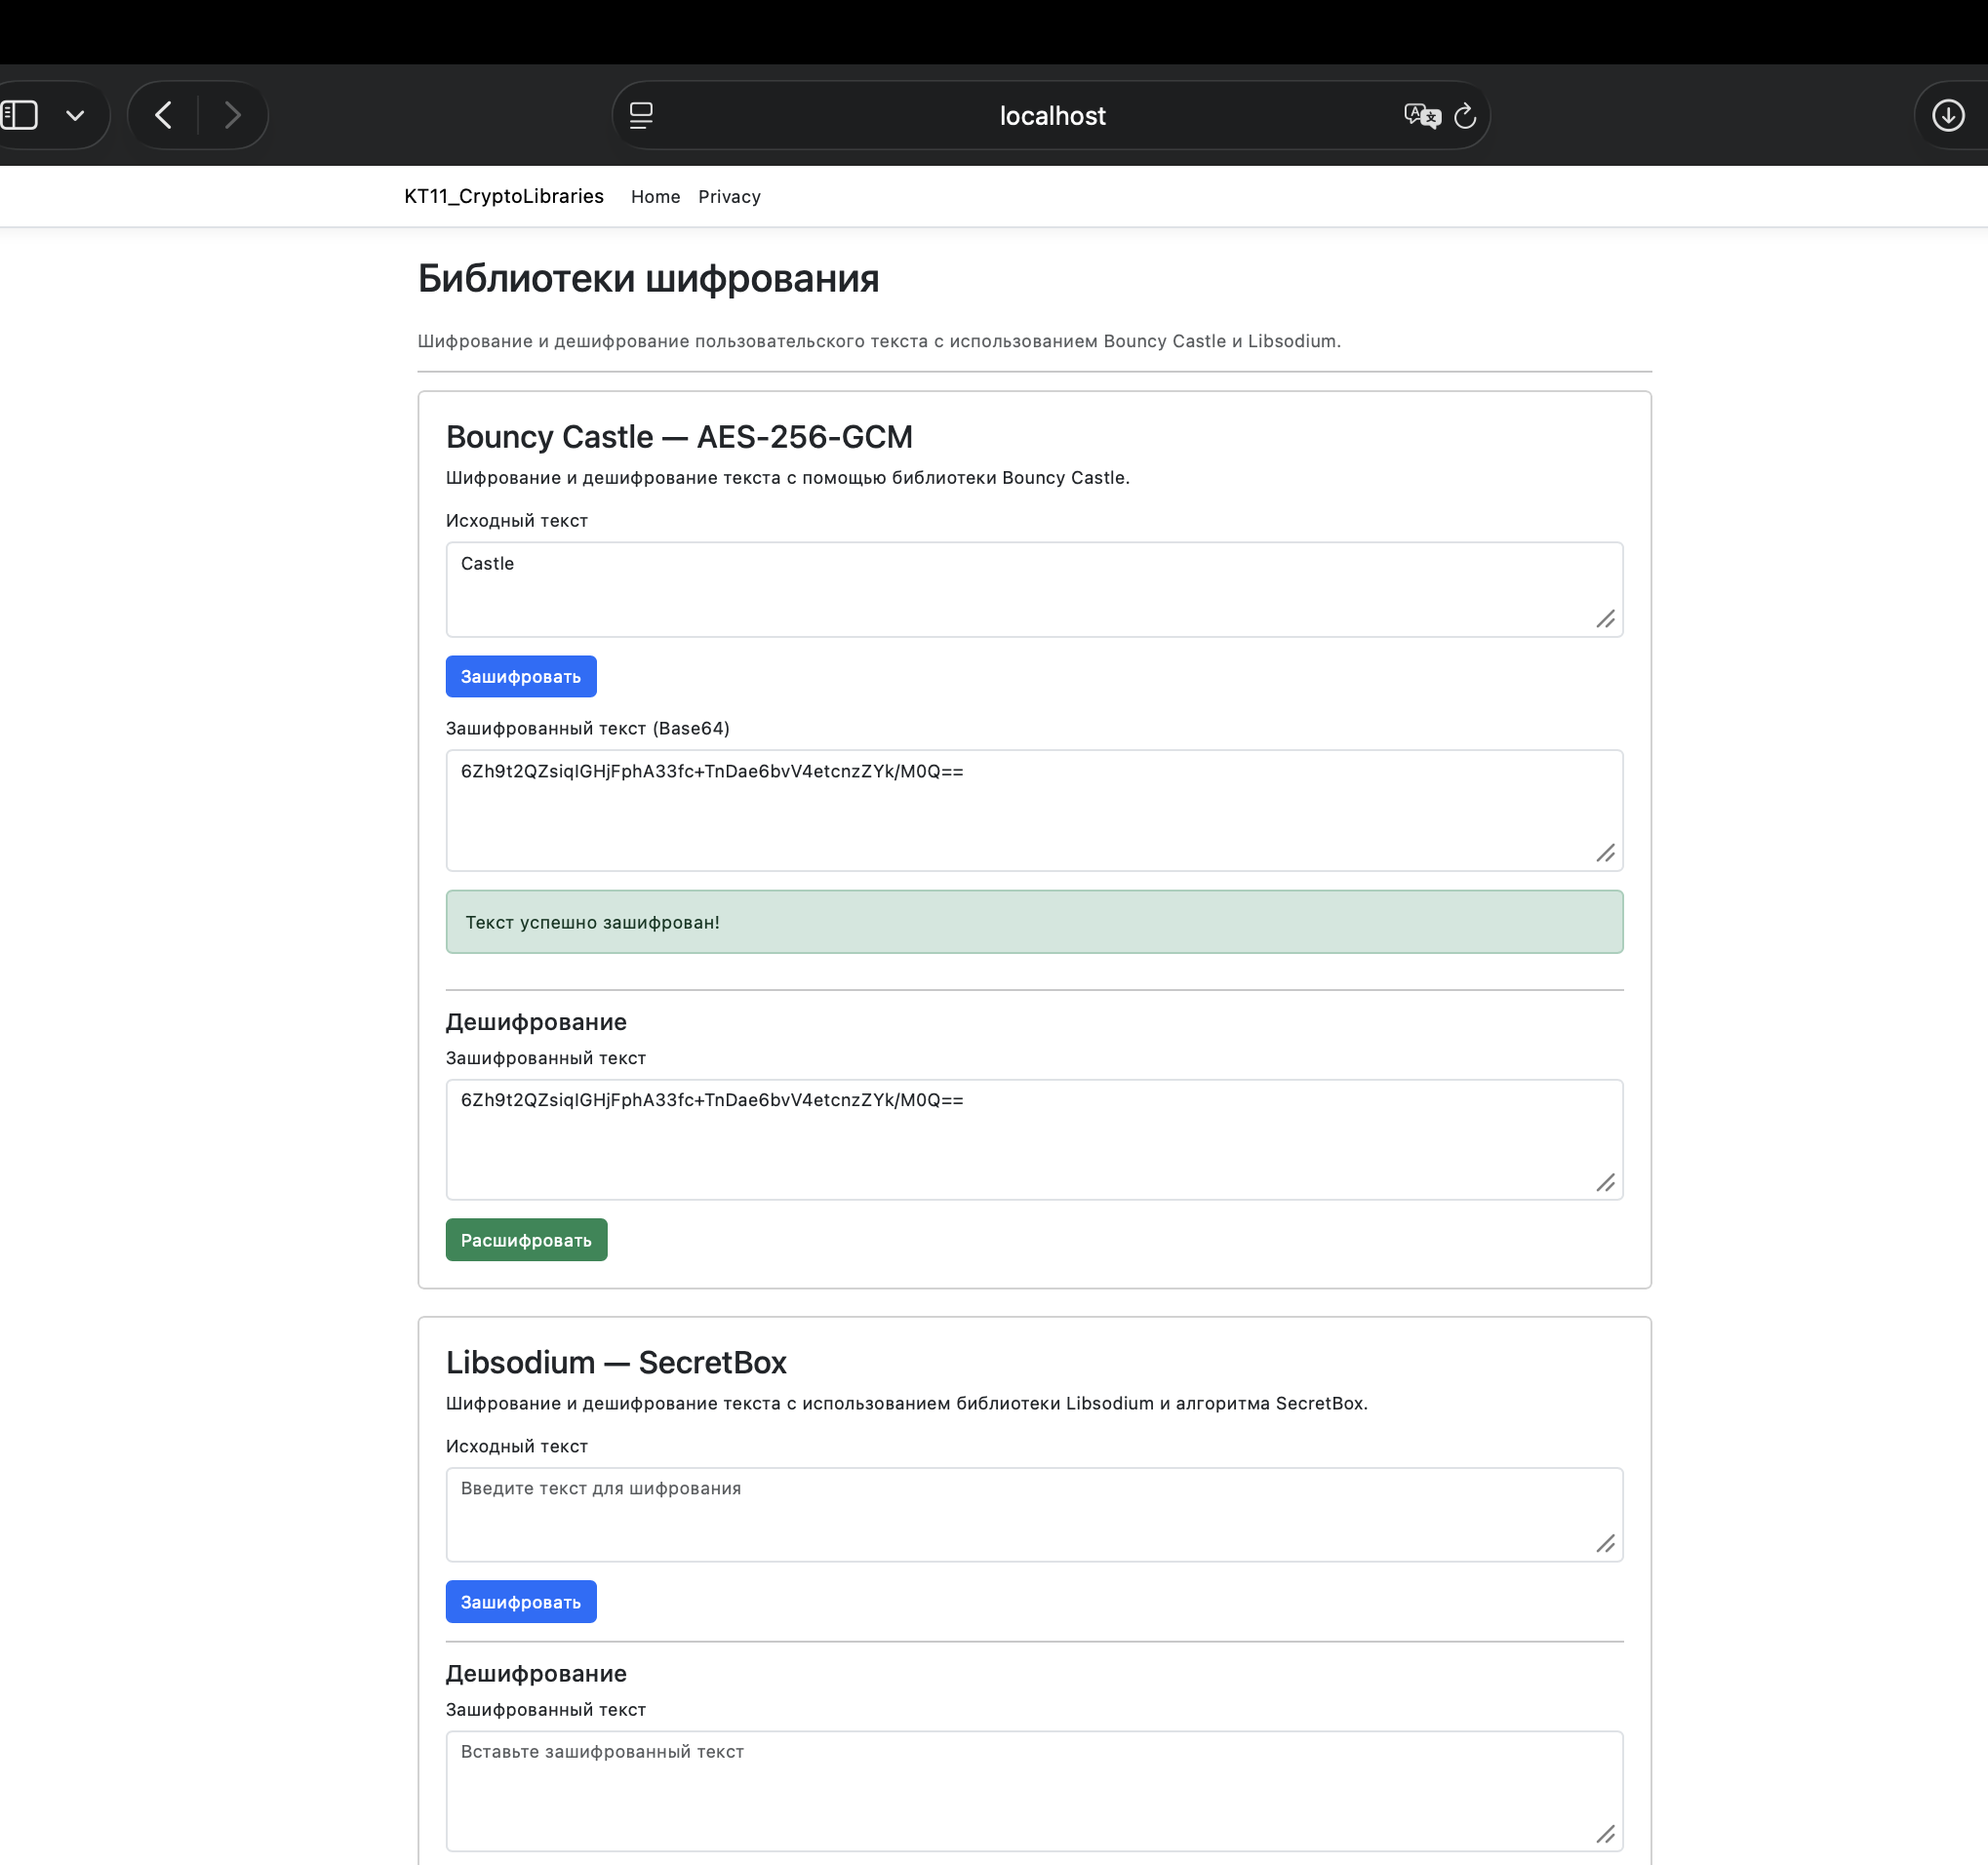 localhost
KT11_CryptoLibraries Home Privacy
Библиотеки шифрования
Шифрование и дешифрование пользовательского текста с использованием Bouncy Castle и Libsodium.
Bouncy Castle — AES-256-GCM
Шифрование и дешифрование текста с помощью библиотеки Bouncy Castle.
Исходный текст
Castle
Зашифровать
Зашифрованный текст (Base64)
6Zh9t2QZsiqIGHjFphA33fc+TnDae6bvV4etcnzZYk/M0Q==
Текст успешно зашифрован!
Дешифрование
Зашифрованный текст
6Zh9t2QZsiqIGHjFphA33fc+TnDae6bvV4etcnzZYk/M0Q==
Расшифровать
Libsodium — SecretBox
Шифрование и дешифрование текста с использованием библиотеки Libsodium и алгоритма SecretBox.
Исходный текст
Введите текст для шифрования
Зашифровать
Дешифрование
Зашифрованный текст
Вставьте зашифрованный текст